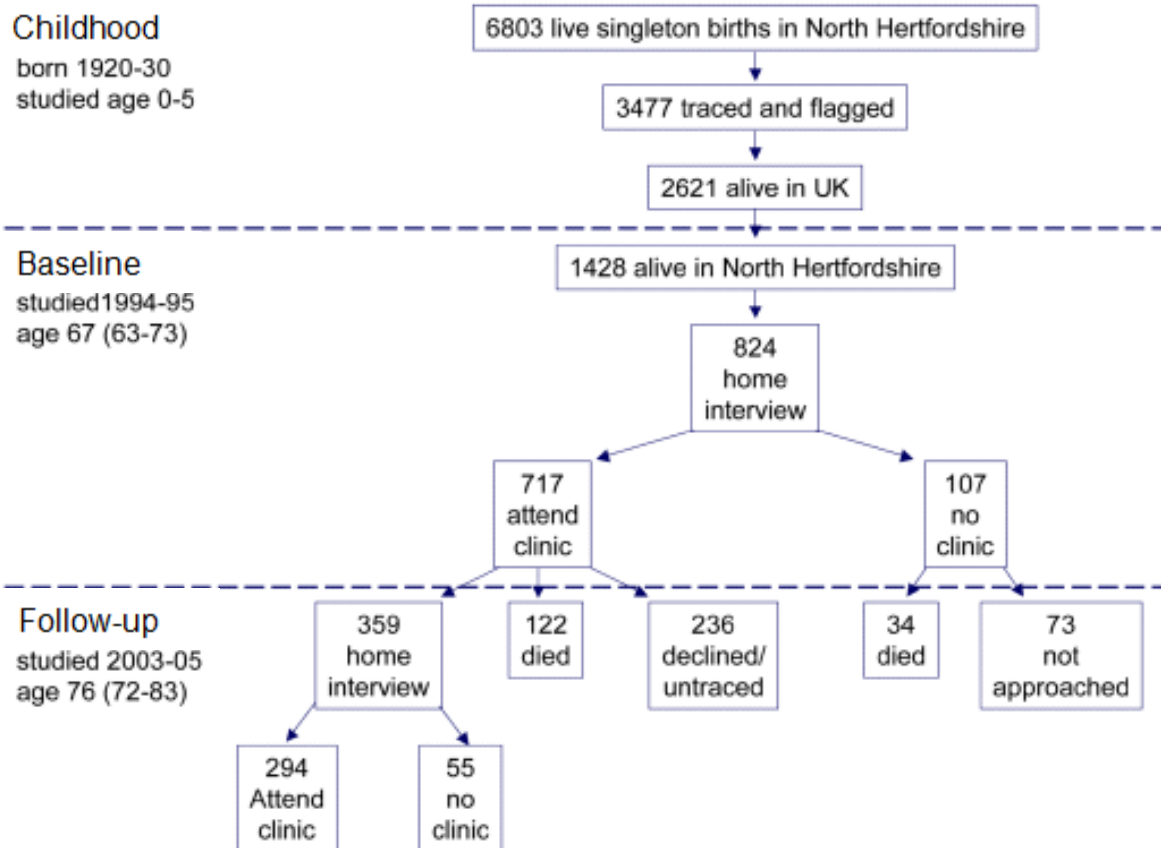 Childhood
born 1920-30
studied age 0-5
6803 live singleton births in North Hertfordshire
3477 traced and flagged
2621 alive in UK
Baseline
studied1994-95
age 67 (63-73)
1428 alive in North Hertfordshire
824
home
interview
717
attend
clinic
107
no
clinic
Follow-up
studied 2003-05
age 76 (72-83)
359
home
interview
122
died
236
declined/
untraced
34
died
73
not
approached
294
Attend
clinic
55
no
clinic